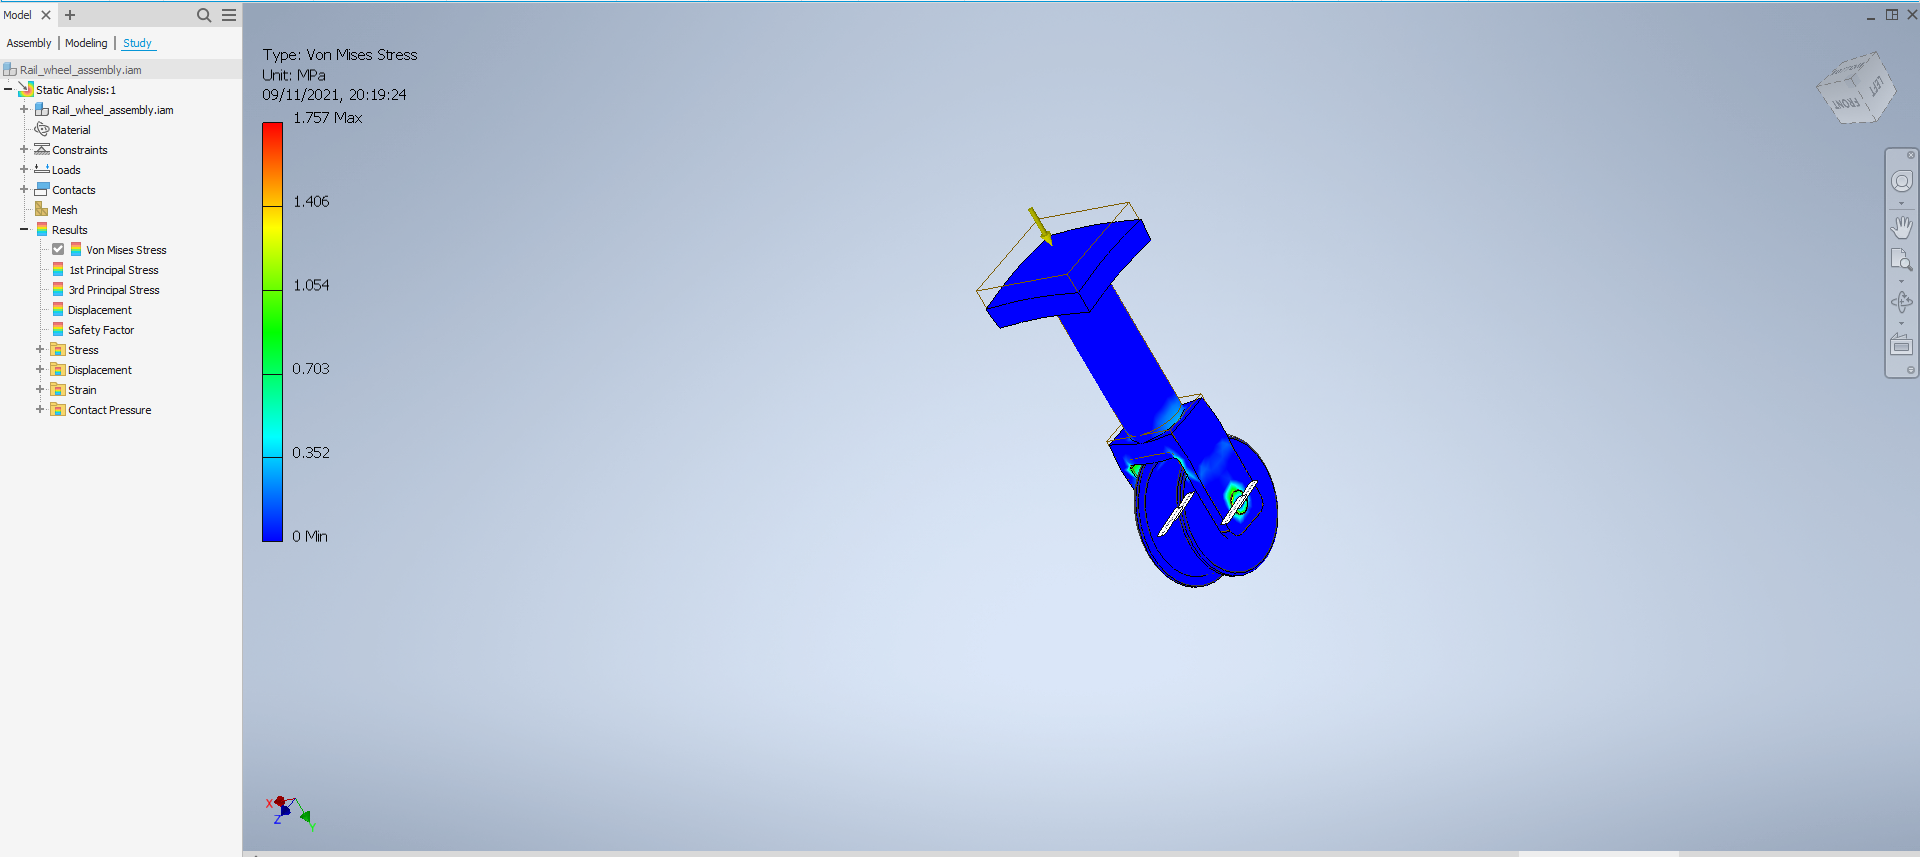 Model
Assembly | Modeling | Study
Rail_wheel_assembly.iam
Static Analysis:1
Rail_wheel_assembly.iam
Material
Constraints
Loads
Contacts
Mesh
Results
Von Mises Stress
1st Principal Stress
3rd Principal Stress
Displacement
Safety Factor
Stress
Displacement
Strain
Contact Pressure
Type: Von Mises Stress
Unit: MPa
09/11/2021, 20:19:24
1.757 Max
1.406
1.054
0.703
0.352
0 Min
FRONT
LEFT
X
Z
Y